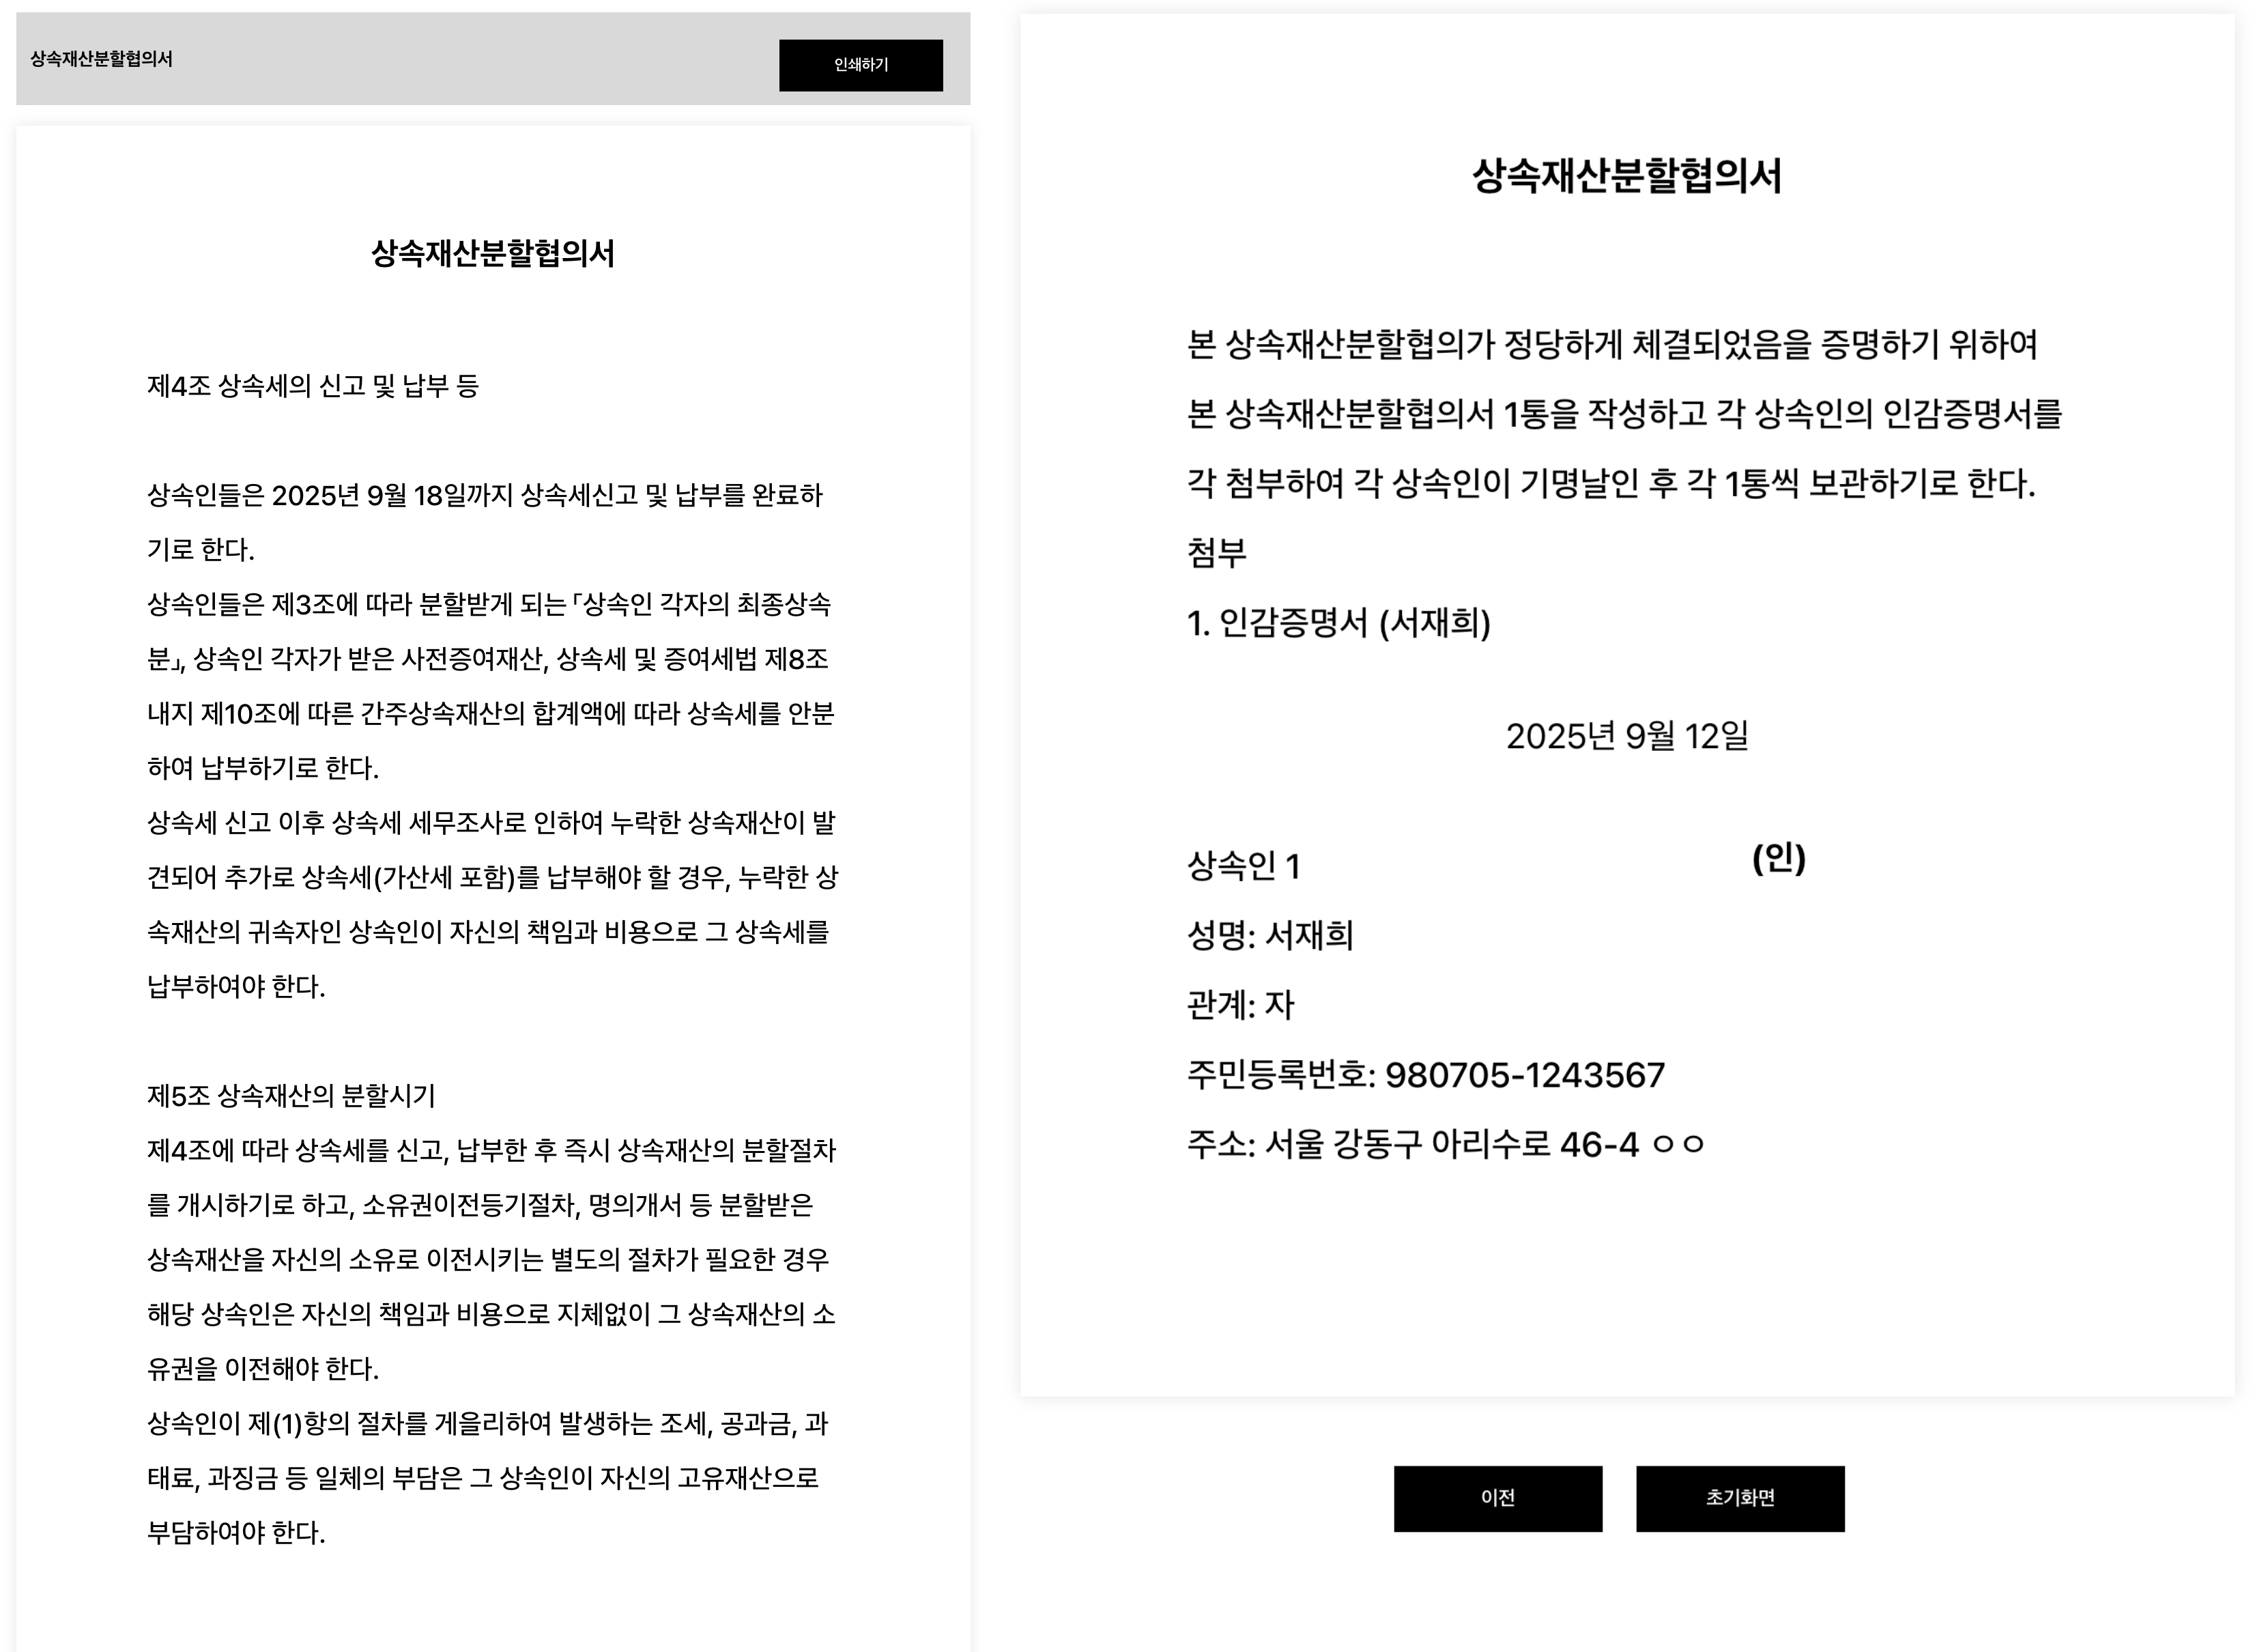 상속재산분할협의서
인쇄하기
상속재산분할협의서
제4조 상속세의 신고 및 납부 등
상속인들은 2025년 9월 18일까지 상속세신고 및 납부를 완료하
기로 한다.
상속인들은 제3조에 따라 분할받게 되는 「상속인 각자의 최종상속
분」, 상속인 각자가 받은 사전증여재산, 상속세 및 증여세법 제8조
내지 제10조에 따른 간주상속재산의 합계액에 따라 상속세를 안분
하여 납부하기로 한다.
상속세 신고 이후 상속세 세무조사로 인하여 누락한 상속재산이 발
견되어 추가로 상속세(가산세 포함)를 납부해야 할 경우, 누락한 상
속재산의 귀속자인 상속인이 자신의 책임과 비용으로 그 상속세를
납부하여야 한다.
제5조 상속재산의 분할시기
제4조에 따라 상속세를 신고, 납부한 후 즉시 상속재산의 분할절차
를 개시하기로 하고, 소유권이전등기절차, 명의개서 등 분할받은
상속재산을 자신의 소유로 이전시키는 별도의 절차가 필요한 경우
해당 상속인은 자신의 책임과 비용으로 지체없이 그 상속재산의 소
유권을 이전해야 한다.
상속인이 제(1)항의 절차를 게을리하여 발생하는 조세, 공과금, 과
태료, 과징금 등 일체의 부담은 그 상속인이 자신의 고유재산으로
부담하여야 한다.
상속재산분할협의서
본 상속재산분할협의가 정당하게 체결되었음을 증명하기 위하여
본 상속재산분할협의서 1통을 작성하고 각 상속인의 인감증명서를
각 첨부하여 각 상속인이 기명날인 후 각 1통씩 보관하기로 한다.
첨부
1. 인감증명서 (서재희)
2025년 9월 12일
상속인 1 (인)
성명: 서재희
관계: 자
주민등록번호: 980705-1243567
주소: 서울 강동구 아리수로 46-4 ㅇㅇ
이전
초기화면